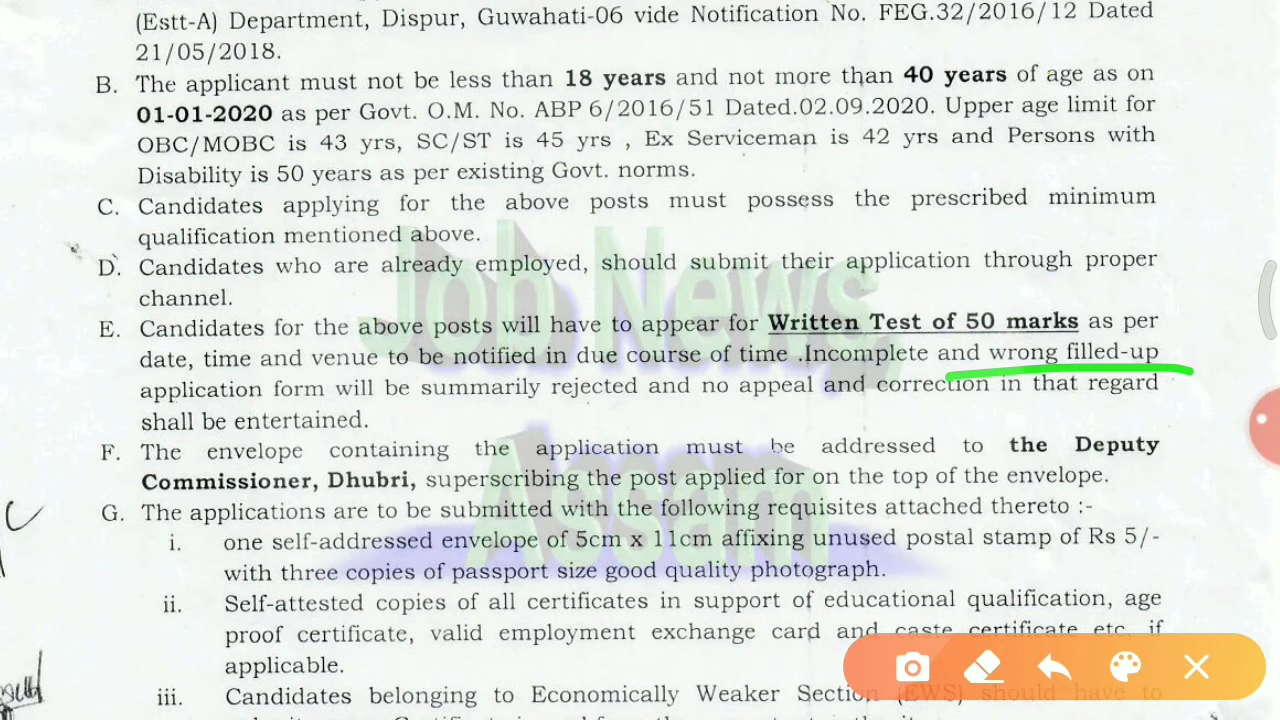 (Estt-A) Department, Dispur, Guwahati-06 vide Notification No. FEG.32/2016/12 Dated
21/05/2018.
B. The applicant must not be less than 18 years and not more than 40 years of age as on
01-01-2020 as per Govt. O.M. No. ABP 6/2016/51 Dated.02.09.2020. Upper age limit for
OBC/MOBC is 43 yrs, SC/ST is 45 yrs , Ex Serviceman is 42 yrs and Persons with
Disability is 50 years as per existing Govt. norms.
C. Candidates applying for the above posts must possess the prescribed minimum
qualification mentioned above.
D. Candidates who are already employed, should submit their application through proper
channel.
E. Candidates for the above posts will have to appear for Written Test of 50 marks as per
date, time and venue to be notified in due course of time .Incomplete and wrong filled-up
application form will be summarily rejected and no appeal and correction in that regard
shall be entertained.
F. The envelope containing the application must be addressed to the Deputy
Commissioner, Dhubri, superscribing the post applied for on the top of the envelope.
G. The applications are to be submitted with the following requisites attached thereto :-
i. one self-addressed envelope of 5cm x 11cm affixing unused postal stamp of Rs 5/-
with three copies of passport size good quality photograph.
ii. Self-attested copies of all certificates in support of educational qualification, age
proof certificate, valid employment exchange card and caste certificate etc, if
applicable.
iii. Candidates belonging to Economically Weaker Section (EWS) should have to
Job News
Assam